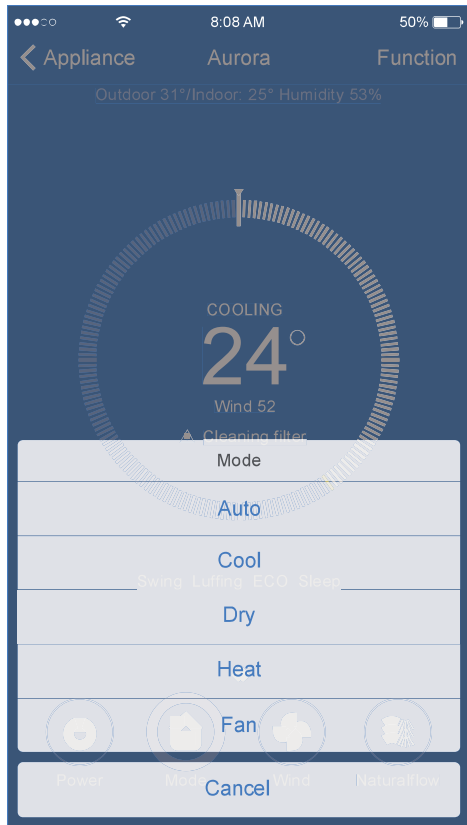 8:08 AM 50%
Appliance Aurora Function
Outdoor 31°/Indoor: 25° Humidity 53%
COOLING
24°
Wind 52
Cleaning filter
Mode
Auto
Cool
Swing Lufting ECO Sleep
Dry
Heat
Fan
Power Mode Wind Naturalflow
Cancel